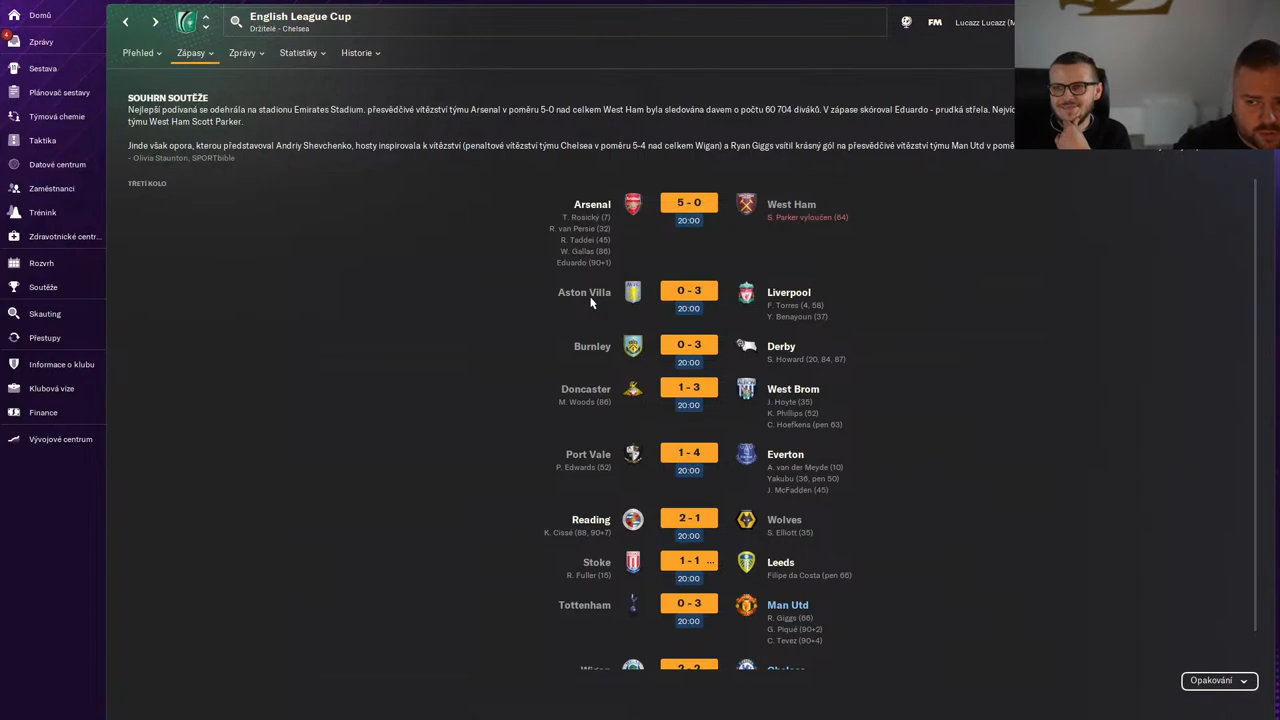 English League Cup
Držitelé - Chelsea
FM
Lucazz Lucazz (M
Domů
4
Zprávy
Sestava
Plánovač sestavy
Týmová chemie
Taktika
Datové centrum
Zaměstnanci
Trénink
Zdravotnické centr...
Rozvrh
Soutěže
Skauting
Přestupy
Informace o klubu
Klubová vize
Finance
Vývojové centrum
Přehled
Zápasy
Zprávy
Statistiky
Historie
SOUHRN SOUTĚŽE
Nejlepší podívaná se odehrála na stadionu Emirates Stadium, přesvědčivé vítězství týmu Arsenal v poměru 5-0 nad celkem West Ham byla sledována davem o počtu 60 704 diváků. V zápase skóroval Eduardo - prudká střela. Nejvíc
týmu West Ham Scott Parker.
Jinde však opora, kterou představoval Andriy Shevchenko, hosty inspirovala k vítězství (penaltové vítězství týmu Chelsea v poměru 5-4 nad celkem Wigan) a Ryan Giggs vsítil krásný gól na přesvědčivé vítězství týmu Man Utd v pomě
- Olivia Staunton, SPORTbible
TŘETÍ KOLO
Arsenal 5 - 0 West Ham
T. Rosický (7) 20:00 S. Parker vyloučen (64)
R. van Persie (32)
R. Taddei (45)
W. Gallas (86)
Eduardo (90+1)
Aston Villa 0 - 3 Liverpool
20:00 F. Torres (4, 58)
Y. Benayoun (37)
Burnley 0 - 3 Derby
20:00 S. Howard (20, 84, 87)
Doncaster 1 - 3 West Brom
M. Woods (86) 20:00 J. Hoyte (35)
K. Phillips (52)
C. Hoefkens (pen 63)
Port Vale 1 - 4 Everton
P. Edwards (52) 20:00 A. van der Meyde (10)
Yakubu (36, pen 50)
J. McFadden (45)
Reading 2 - 1 Wolves
K. Cissé (88, 90+7) 20:00 S. Elliott (35)
Stoke 1 - 1 ... Leeds
R. Fuller (15) 20:00 Filipe da Costa (pen 66)
Tottenham 0 - 3 Man Utd
20:00 R. Giggs (66)
G. Piqué (90+2)
C. Tevez (90+4)
Wigan 2 - 2 Chelsea
Opakování